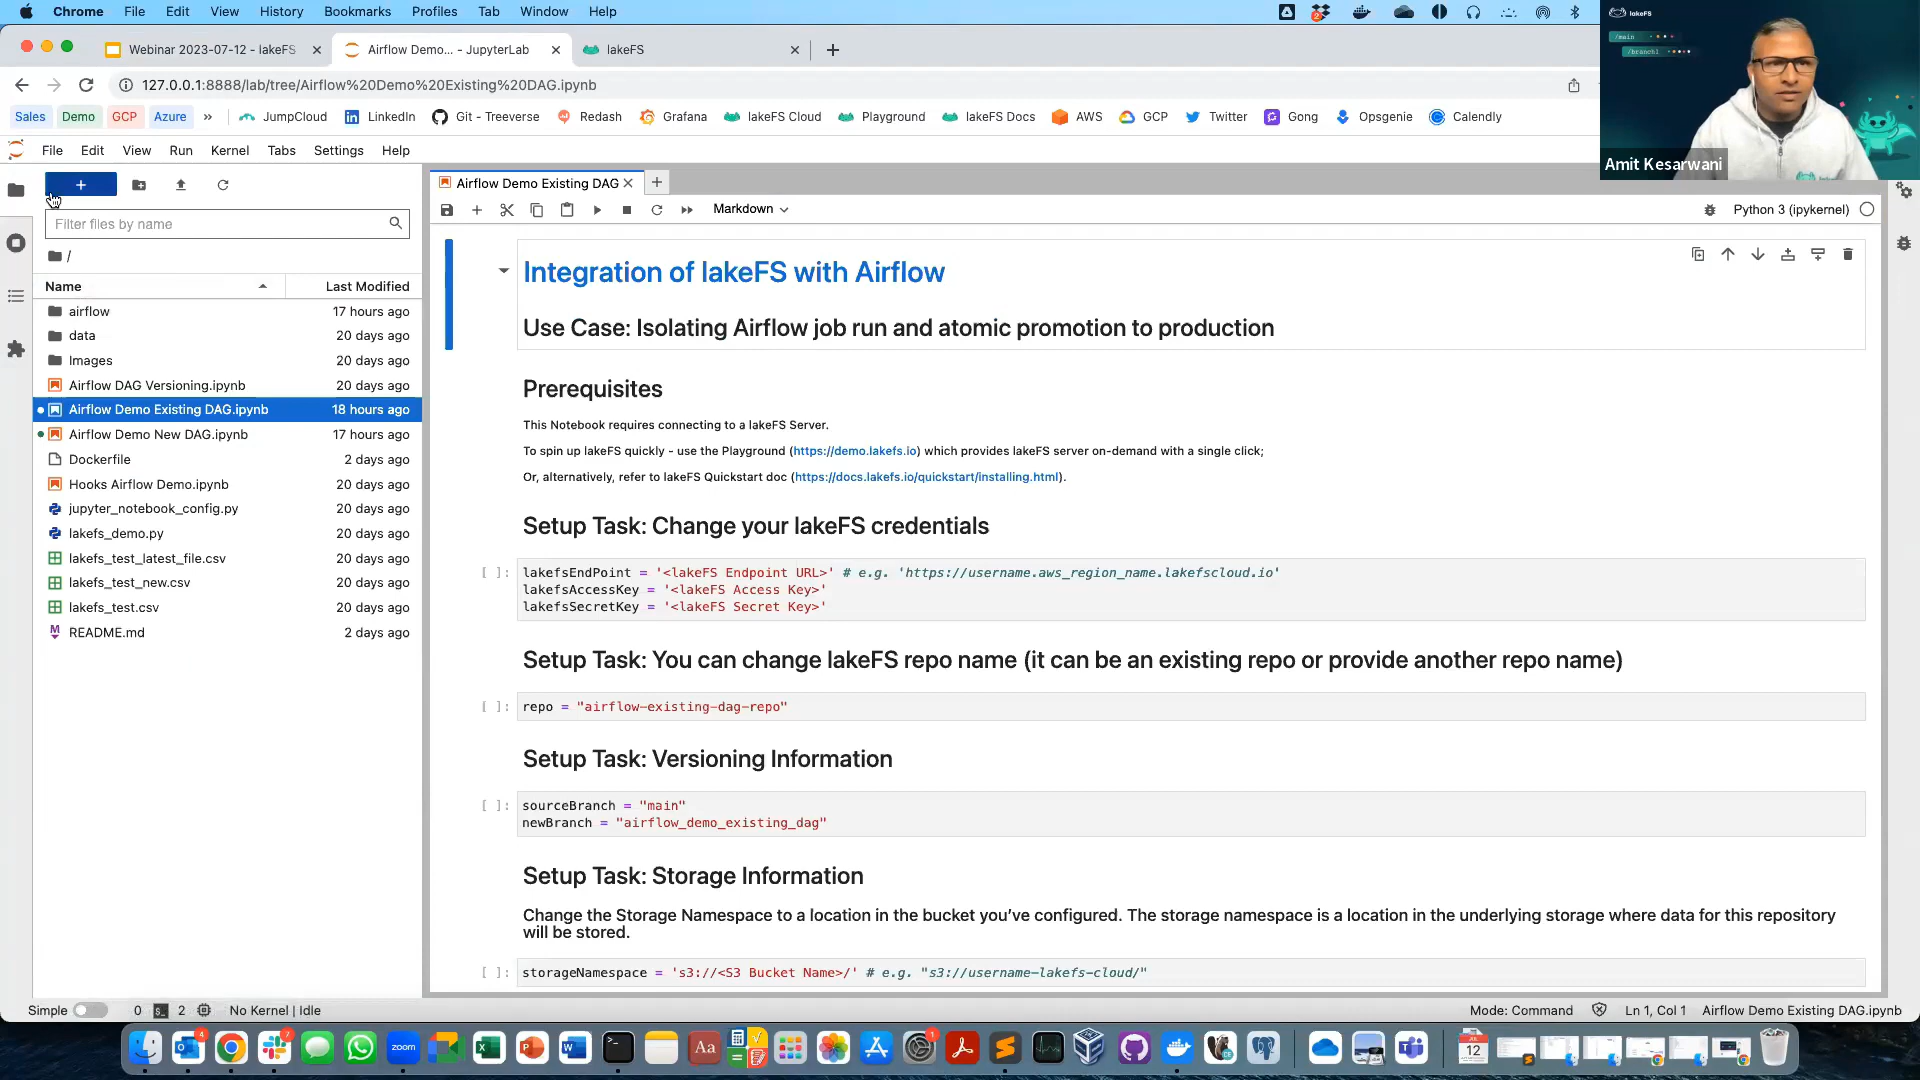 Chrome File Edit View History Bookmarks Profiles Tab Window Help
Webinar 2023-07-12 - lakeFS
Airflow Demo... - JupyterLab
lakeFS
127.0.0.1:8888/lab/tree/Airflow%20Demo%20Existing%20DAG.ipynb
Sales Demo GCP Azure » JumpCloud LinkedIn Git - Treeverse Redash Grafana lakeFS Cloud Playground lakeFS Docs AWS GCP Twitter Gong Opsgenie Calendly
lakeFS
/main
/branch1
Amit Kesarwani
File Edit View Run Kernel Tabs Settings Help
Filter files by name
/
Name Last Modified
airflow 17 hours ago
data 20 days ago
Images 20 days ago
Airflow DAG Versioning.ipynb 20 days ago
Airflow Demo Existing DAG.ipynb 18 hours ago
Airflow Demo New DAG.ipynb 17 hours ago
Dockerfile 2 days ago
Hooks Airflow Demo.ipynb 20 days ago
jupyter_notebook_config.py 20 days ago
lakefs_demo.py 20 days ago
lakefs_test_latest_file.csv 20 days ago
lakefs_test_new.csv 20 days ago
lakefs_test.csv 20 days ago
README.md 2 days ago
Airflow Demo Existing DAG
Markdown
Python 3 (ipykernel)
Integration of lakeFS with Airflow
Use Case: Isolating Airflow job run and atomic promotion to production
Prerequisites
This Notebook requires connecting to a lakeFS Server.
To spin up lakeFS quickly - use the Playground (https://demo.lakefs.io) which provides lakeFS server on-demand with a single click;
Or, alternatively, refer to lakeFS Quickstart doc (https://docs.lakefs.io/quickstart/installing.html).
Setup Task: Change your lakeFS credentials
[ ]: lakefsEndPoint = '<lakeFS Endpoint URL>' # e.g. 'https://username.aws_region_name.lakefscloud.io'
lakefsAccessKey = '<lakeFS Access Key>'
lakefsSecretKey = '<lakeFS Secret Key>'
Setup Task: You can change lakeFS repo name (it can be an existing repo or provide another repo name)
[ ]: repo = "airflow-existing-dag-repo"
Setup Task: Versioning Information
[ ]: sourceBranch = "main"
newBranch = "airflow_demo_existing_dag"
Setup Task: Storage Information
Change the Storage Namespace to a location in the bucket you've configured. The storage namespace is a location in the underlying storage where data for this repository
will be stored.
[ ]: storageNamespace = 's3://<S3 Bucket Name>/' # e.g. "s3://username-lakefs-cloud/"
Simple 0 2 No Kernel | Idle
Mode: Command Ln 1, Col 1 Airflow Demo Existing DAG.ipynb
4
7
zoom
Aa
1
12